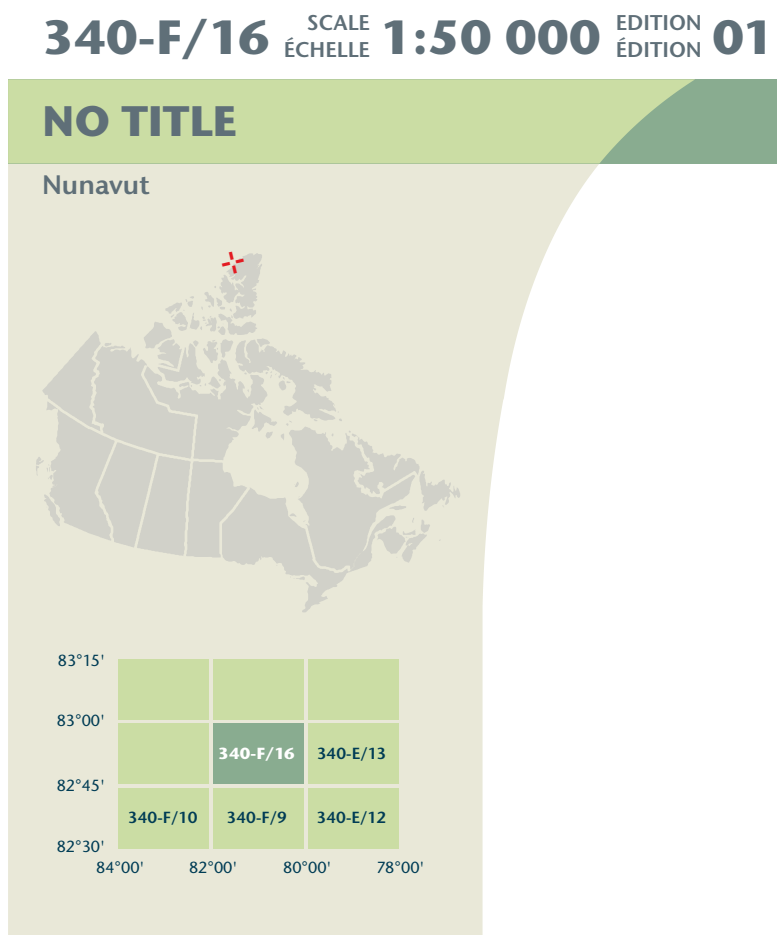 340-F/16 SCALE ÉCHELLE 1:50 000 EDITION ÉDITION 01
NO TITLE
Nunavut
83°15'
83°00'
340-F/16 340-E/13
82°45'
340-F/10 340-F/9 340-E/12
82°30'
84°00' 82°00' 80°00' 78°00'